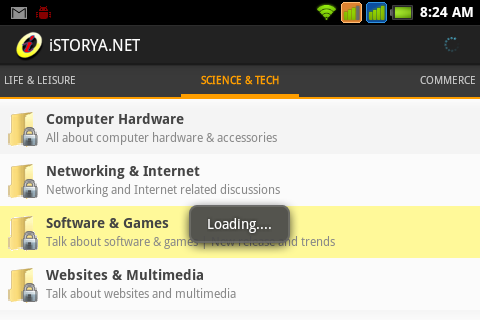 8:24 AM
iSTORYA.NET
LIFE & LEISURE
SCIENCE & TECH
COMMERCE
Computer Hardware
All about computer hardware & accessories
Networking & Internet
Networking and Internet related discussions
Software & Games
Talk about software & games | New release and trends
Loading....
Websites & Multimedia
Talk about websites and multimedia